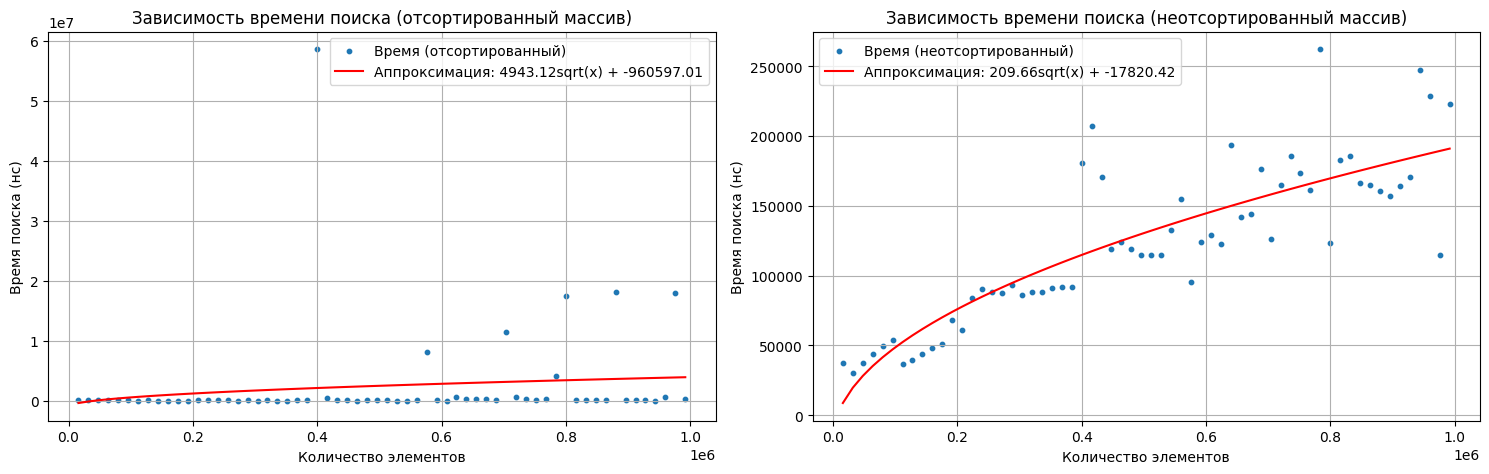 Зависимость времени поиска (отсортированный массив)
1e7
Время (отсортированный)
Аппроксимация: 4943.12sqrt(x) + -960597.01
Время поиска (нс)
6
5
4
3
2
1
0
0.0 0.2 0.4 0.6 0.8 1.0
1e6
Количество элементов
Зависимость времени поиска (неотсортированный массив)
Время (неотсортированный)
Аппроксимация: 209.66sqrt(x) + -17820.42
Время поиска (нс)
250000
200000
150000
100000
50000
0
0.0 0.2 0.4 0.6 0.8 1.0
1e6
Количество элементов